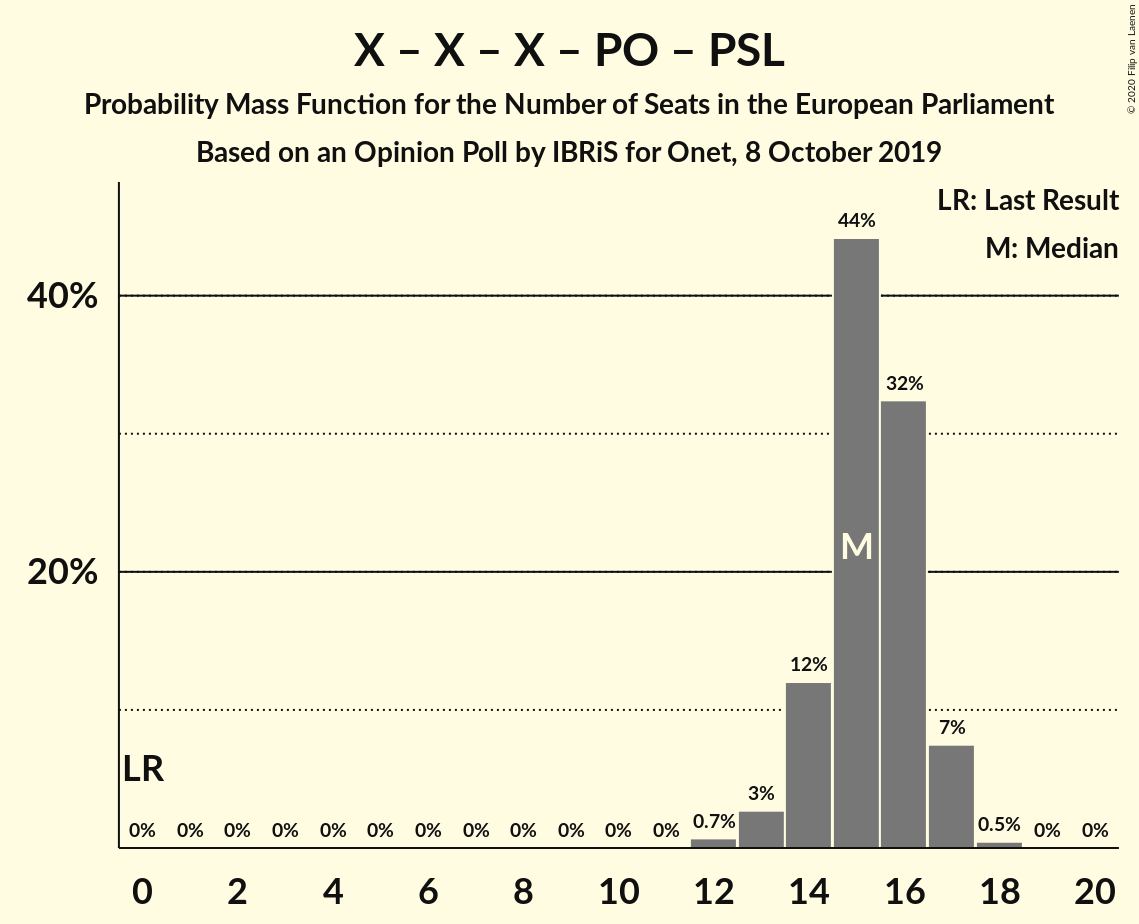 X – X – X – PO – PSL
Probability Mass Function for the Number of Seats in the European Parliament
Based on an Opinion Poll by IBRiS for Onet, 8 October 2019
© 2020 Filip van Laenen
LR: Last Result
M: Median
44%
40%
32%
M
20%
12%
7%
LR
3%
0% 0% 0% 0% 0% 0% 0% 0% 0% 0% 0% 0% 0.7% 0.5% 0% 0%
0 2 4 6 8 10 12 14 16 18 20